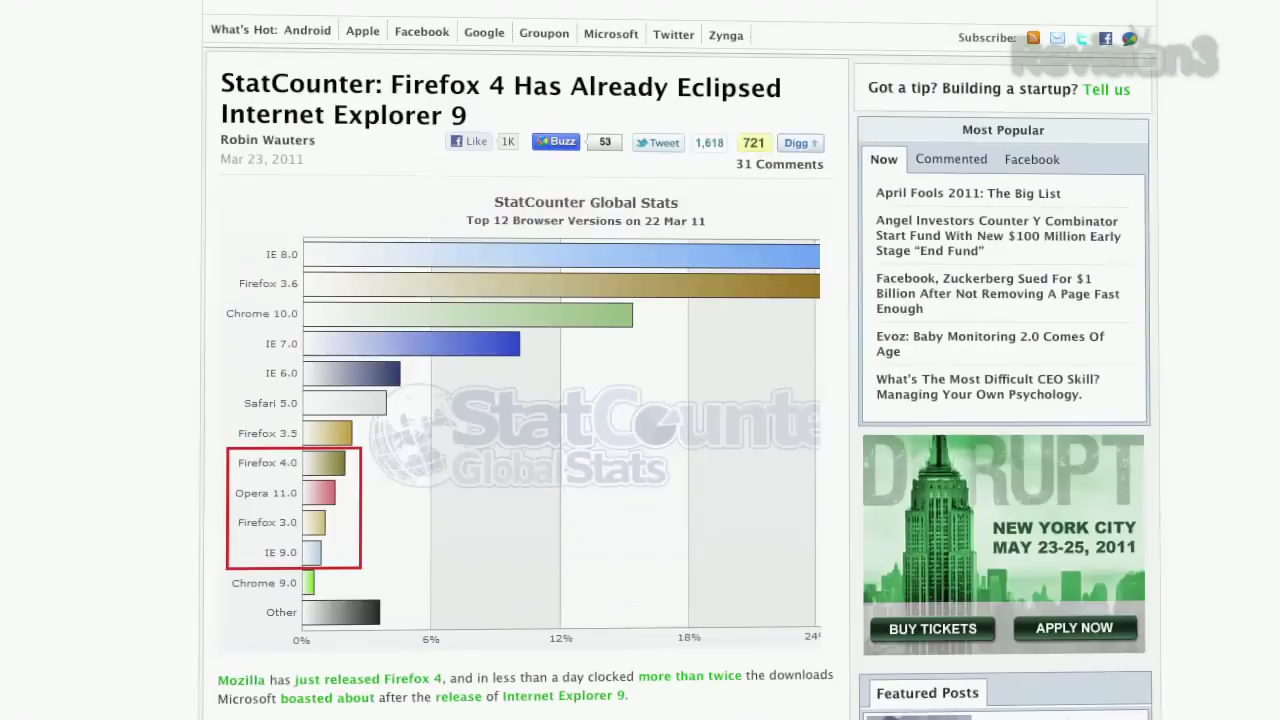 What's Hot: Android Apple Facebook Google Groupon Microsoft Twitter Zynga
Subscribe:
Revision3
StatCounter: Firefox 4 Has Already Eclipsed
Internet Explorer 9
Robin Wauters
Mar 23, 2011
Like 1K Buzz 53 Tweet 1,618 721 Digg
31 Comments
StatCounter Global Stats
Top 12 Browser Versions on 22 Mar 11
IE 8.0
Firefox 3.6
Chrome 10.0
IE 7.0
IE 6.0
Safari 5.0
Firefox 3.5
Firefox 4.0
Opera 11.0
Firefox 3.0
IE 9.0
Chrome 9.0
Other
0% 6% 12% 18% 24
StatCounte
Global Stats
Mozilla has just released Firefox 4, and in less than a day clocked more than twice the downloads
Microsoft boasted about after the release of Internet Explorer 9.
Got a tip? Building a startup? Tell us
Most Popular
Now Commented Facebook
April Fools 2011: The Big List
Angel Investors Counter Y Combinator
Start Fund With New $100 Million Early
Stage “End Fund”
Facebook, Zuckerberg Sued For $1
Billion After Not Removing A Page Fast
Enough
Evoz: Baby Monitoring 2.0 Comes Of
Age
What's The Most Difficult CEO Skill?
Managing Your Own Psychology.
D RUPT
NEW YORK CITY
MAY 23-25, 2011
BUY TICKETS APPLY NOW
Featured Posts